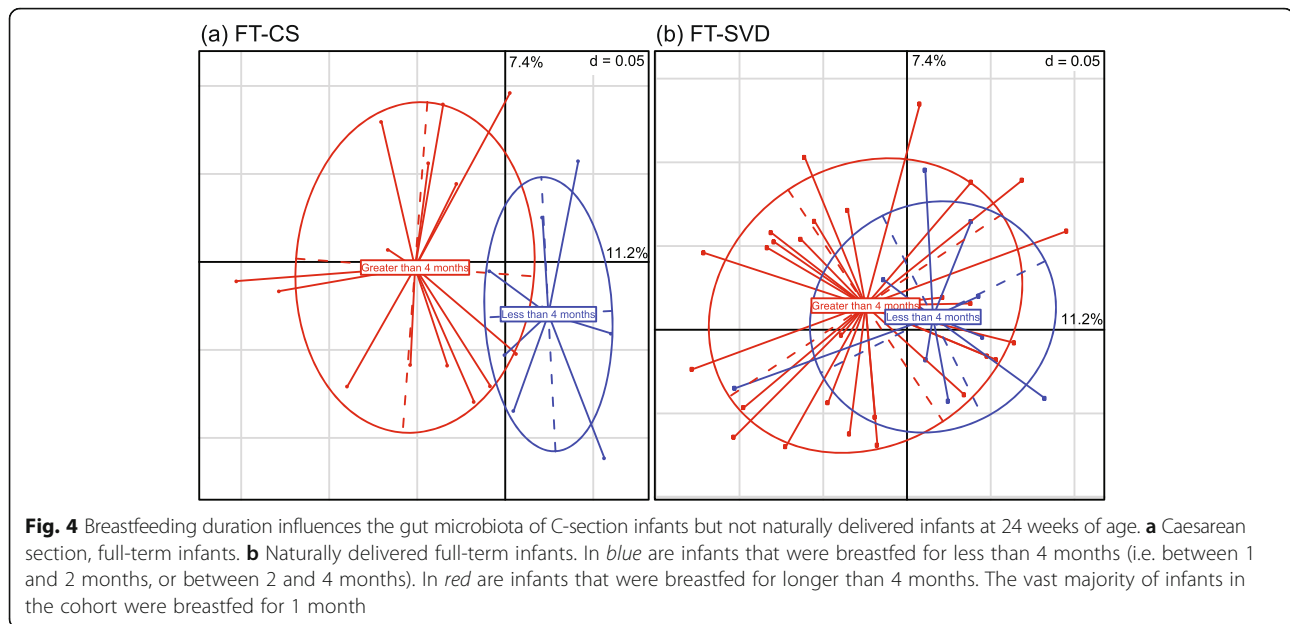 (a) FT-CS
7.4%
d = 0.05
11.2%
Greater than 4 months
Less than 4 months
(b) FT-SVD
7.4%
d = 0.05
11.2%
Greater than 4 months
Less than 4 months
Fig. 4 Breastfeeding duration influences the gut microbiota of C-section infants but not naturally delivered infants at 24 weeks of age. a Caesarean
section, full-term infants. b Naturally delivered full-term infants. In blue are infants that were breastfed for less than 4 months (i.e. between 1
and 2 months, or between 2 and 4 months). In red are infants that were breastfed for longer than 4 months. The vast majority of infants in
the cohort were breastfed for 1 month